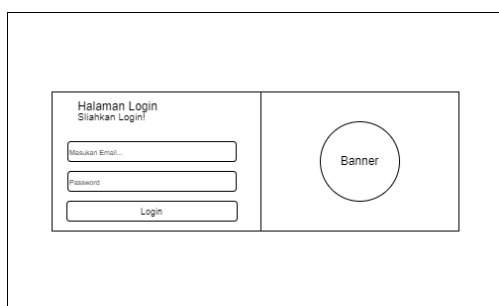 Halaman Login
Sliahkan Login!
Masukan Email...
Password
Login
Banner